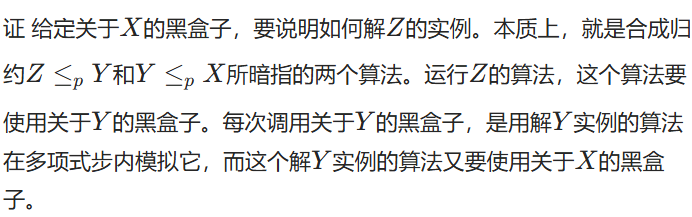 证 给定关于X的黑盒子，要说明如何解Z的实例。本质上，就是合成归
约Z ≤ₚ Y和Y ≤ₚ X所暗指的两个算法。运行Z的算法，这个算法要
使用关于Y的黑盒子。每次调用关于Y的黑盒子，是用解Y实例的算法
在多项式步内模拟它，而这个解Y实例的算法又要使用关于X的黑盒
子。